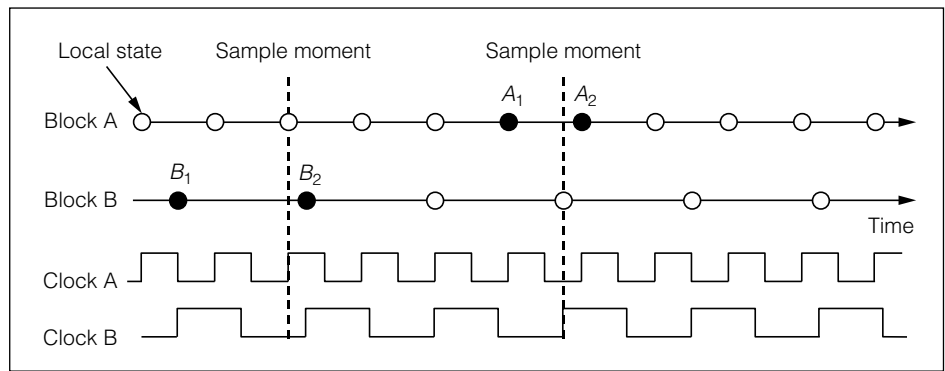 Local state
Sample moment
Sample moment
A1
A2
Block A
B1
B2
Block B
Time
Clock A
Clock B